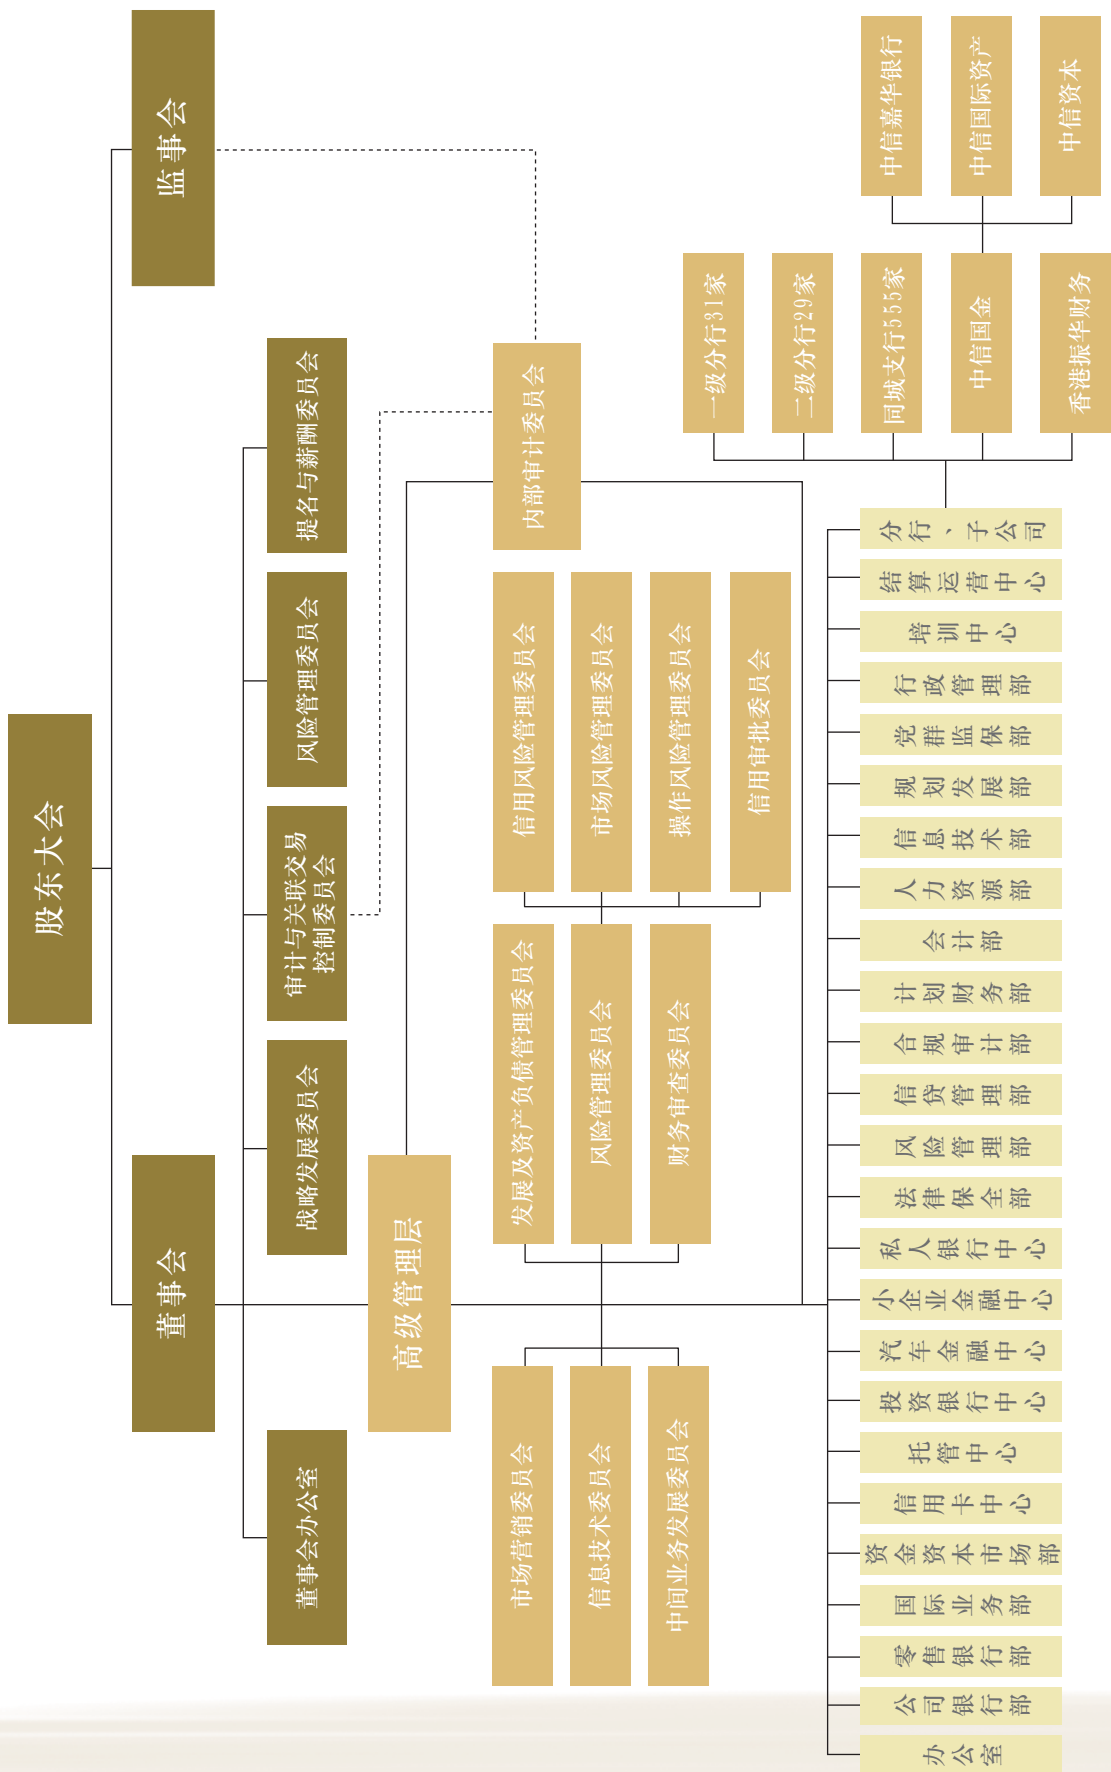 股东大会
董事会
监事会
董事会办公室
战略发展委员会
审计与关联交易
控制委员会
风险管理委员会
提名与薪酬委员会
高级管理层
内部审计委员会
市场营销委员会
信息技术委员会
中间业务发展委员会
发展及资产负债管理委员会
风险管理委员会
财务审查委员会
信用风险管理委员会
市场风险管理委员会
操作风险管理委员会
信用审批委员会
办公室
公司银行部
零售银行部
国际业务部
资金资本市场部
信用卡中心
托管中心
投资银行中心
汽车金融中心
小企业金融中心
私人银行中心
法律保全部
风险管理部
信贷管理部
合规审计部
计划财务部
会计部
人力资源部
信息技术部
规划发展部
党群监保部
行政管理部
培训中心
结算运营中心
分行、子公司
一级分行31家
二级分行29家
同城支行555家
中信国金
香港振华财务
中信嘉华银行
中信国际资产
中信资本